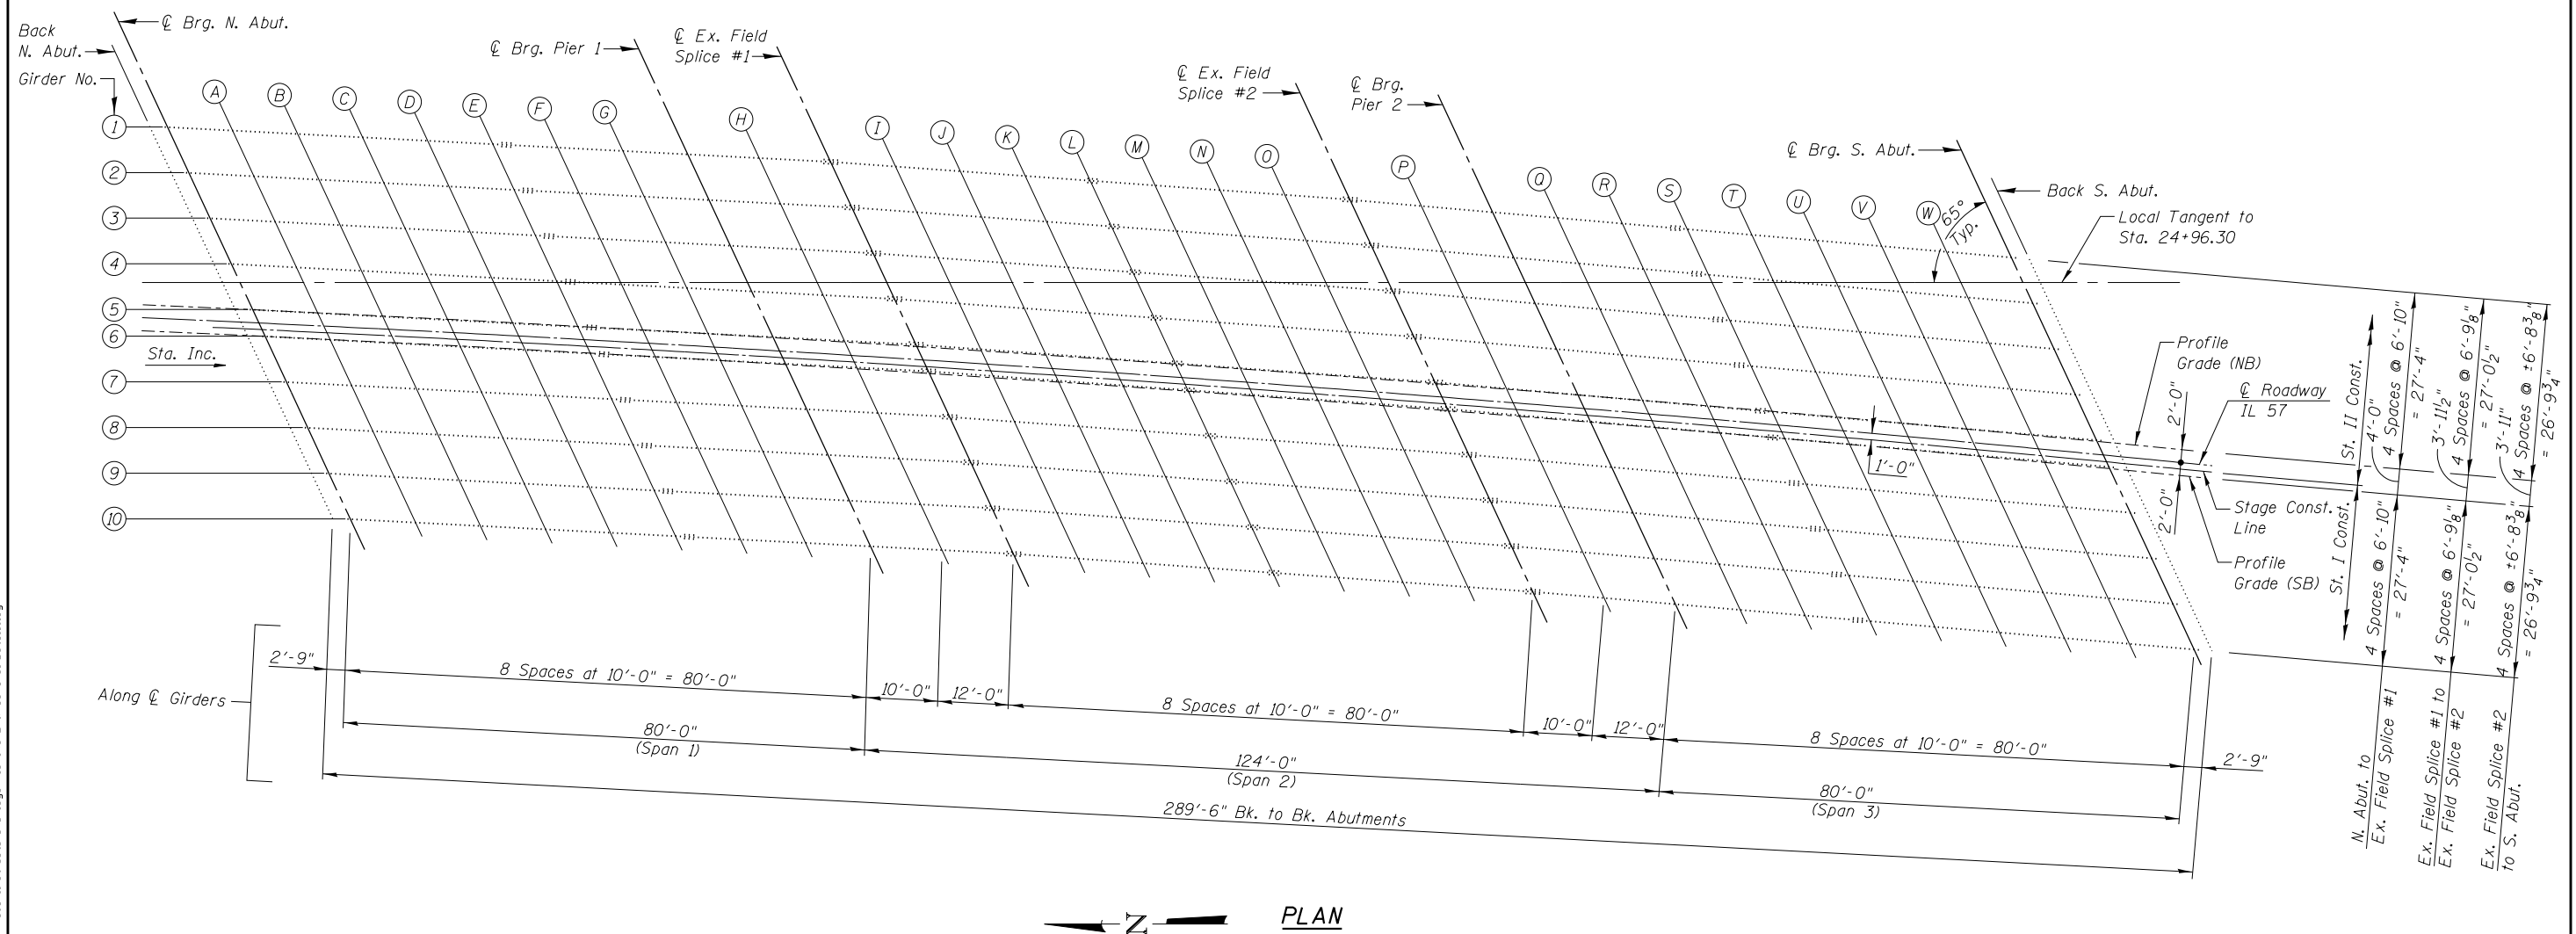 Back
N. Abut.
Girder No.
℄ Brg. N. Abut.
℄ Brg. Pier 1
℄ Ex. Field
Splice #1
℄ Ex. Field
Splice #2
℄ Brg.
Pier 2
℄ Brg. S. Abut.
Back S. Abut.
Local Tangent to
Sta. 24+96.30
65°
Typ.
A
B
C
D
E
F
G
H
I
J
K
L
M
N
O
P
Q
R
S
T
U
V
W
1
2
3
4
5
6
7
8
9
10
Sta. Inc.
Profile
Grade (NB)
℄ Roadway
IL 57
Stage Const.
Line
Profile
Grade (SB)
1'-0"
2'-0"
2'-0"
St. II Const.
St. I Const.
4'-0"
4 Spaces @ 6'-10"
= 27'-4"
3'-11½"
4 Spaces @ 6'-9⅛"
= 27'-0½"
3'-11"
4 Spaces @ ±6'-8⅜"
= 26'-9¾"
4 Spaces @ 6'-10"
= 27'-4"
4 Spaces @ 6'-9⅛"
= 27'-0½"
4 Spaces @ ±6'-8⅜"
= 26'-9¾"
N. Abut. to
Ex. Field Splice #1
Ex. Field Splice #1 to
Ex. Field Splice #2
Ex. Field Splice #2
to S. Abut.
Along ℄ Girders
2'-9"
8 Spaces at 10'-0" = 80'-0"
10'-0"
12'-0"
8 Spaces at 10'-0" = 80'-0"
10'-0"
12'-0"
8 Spaces at 10'-0" = 80'-0"
2'-9"
80'-0"
(Span 1)
124'-0"
(Span 2)
80'-0"
(Span 3)
289'-6" Bk. to Bk. Abutments
Z
PLAN